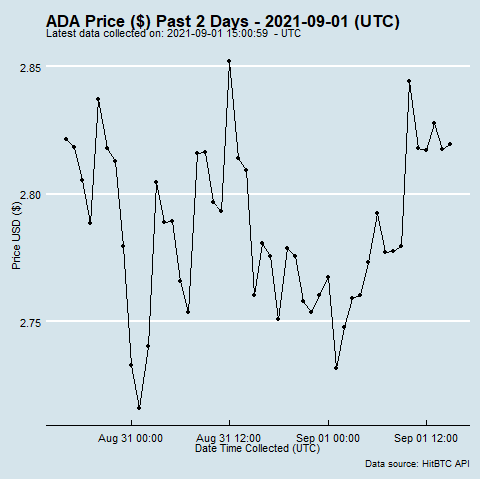 ADA Price ($) Past 2 Days - 2021-09-01 (UTC)
Latest data collected on: 2021-09-01 15:00:59 - UTC
2.85
2.80
2.75
Price USD ($)
Aug 31 00:00
Aug 31 12:00
Sep 01 00:00
Sep 01 12:00
Date Time Collected (UTC)
Data source: HitBTC API